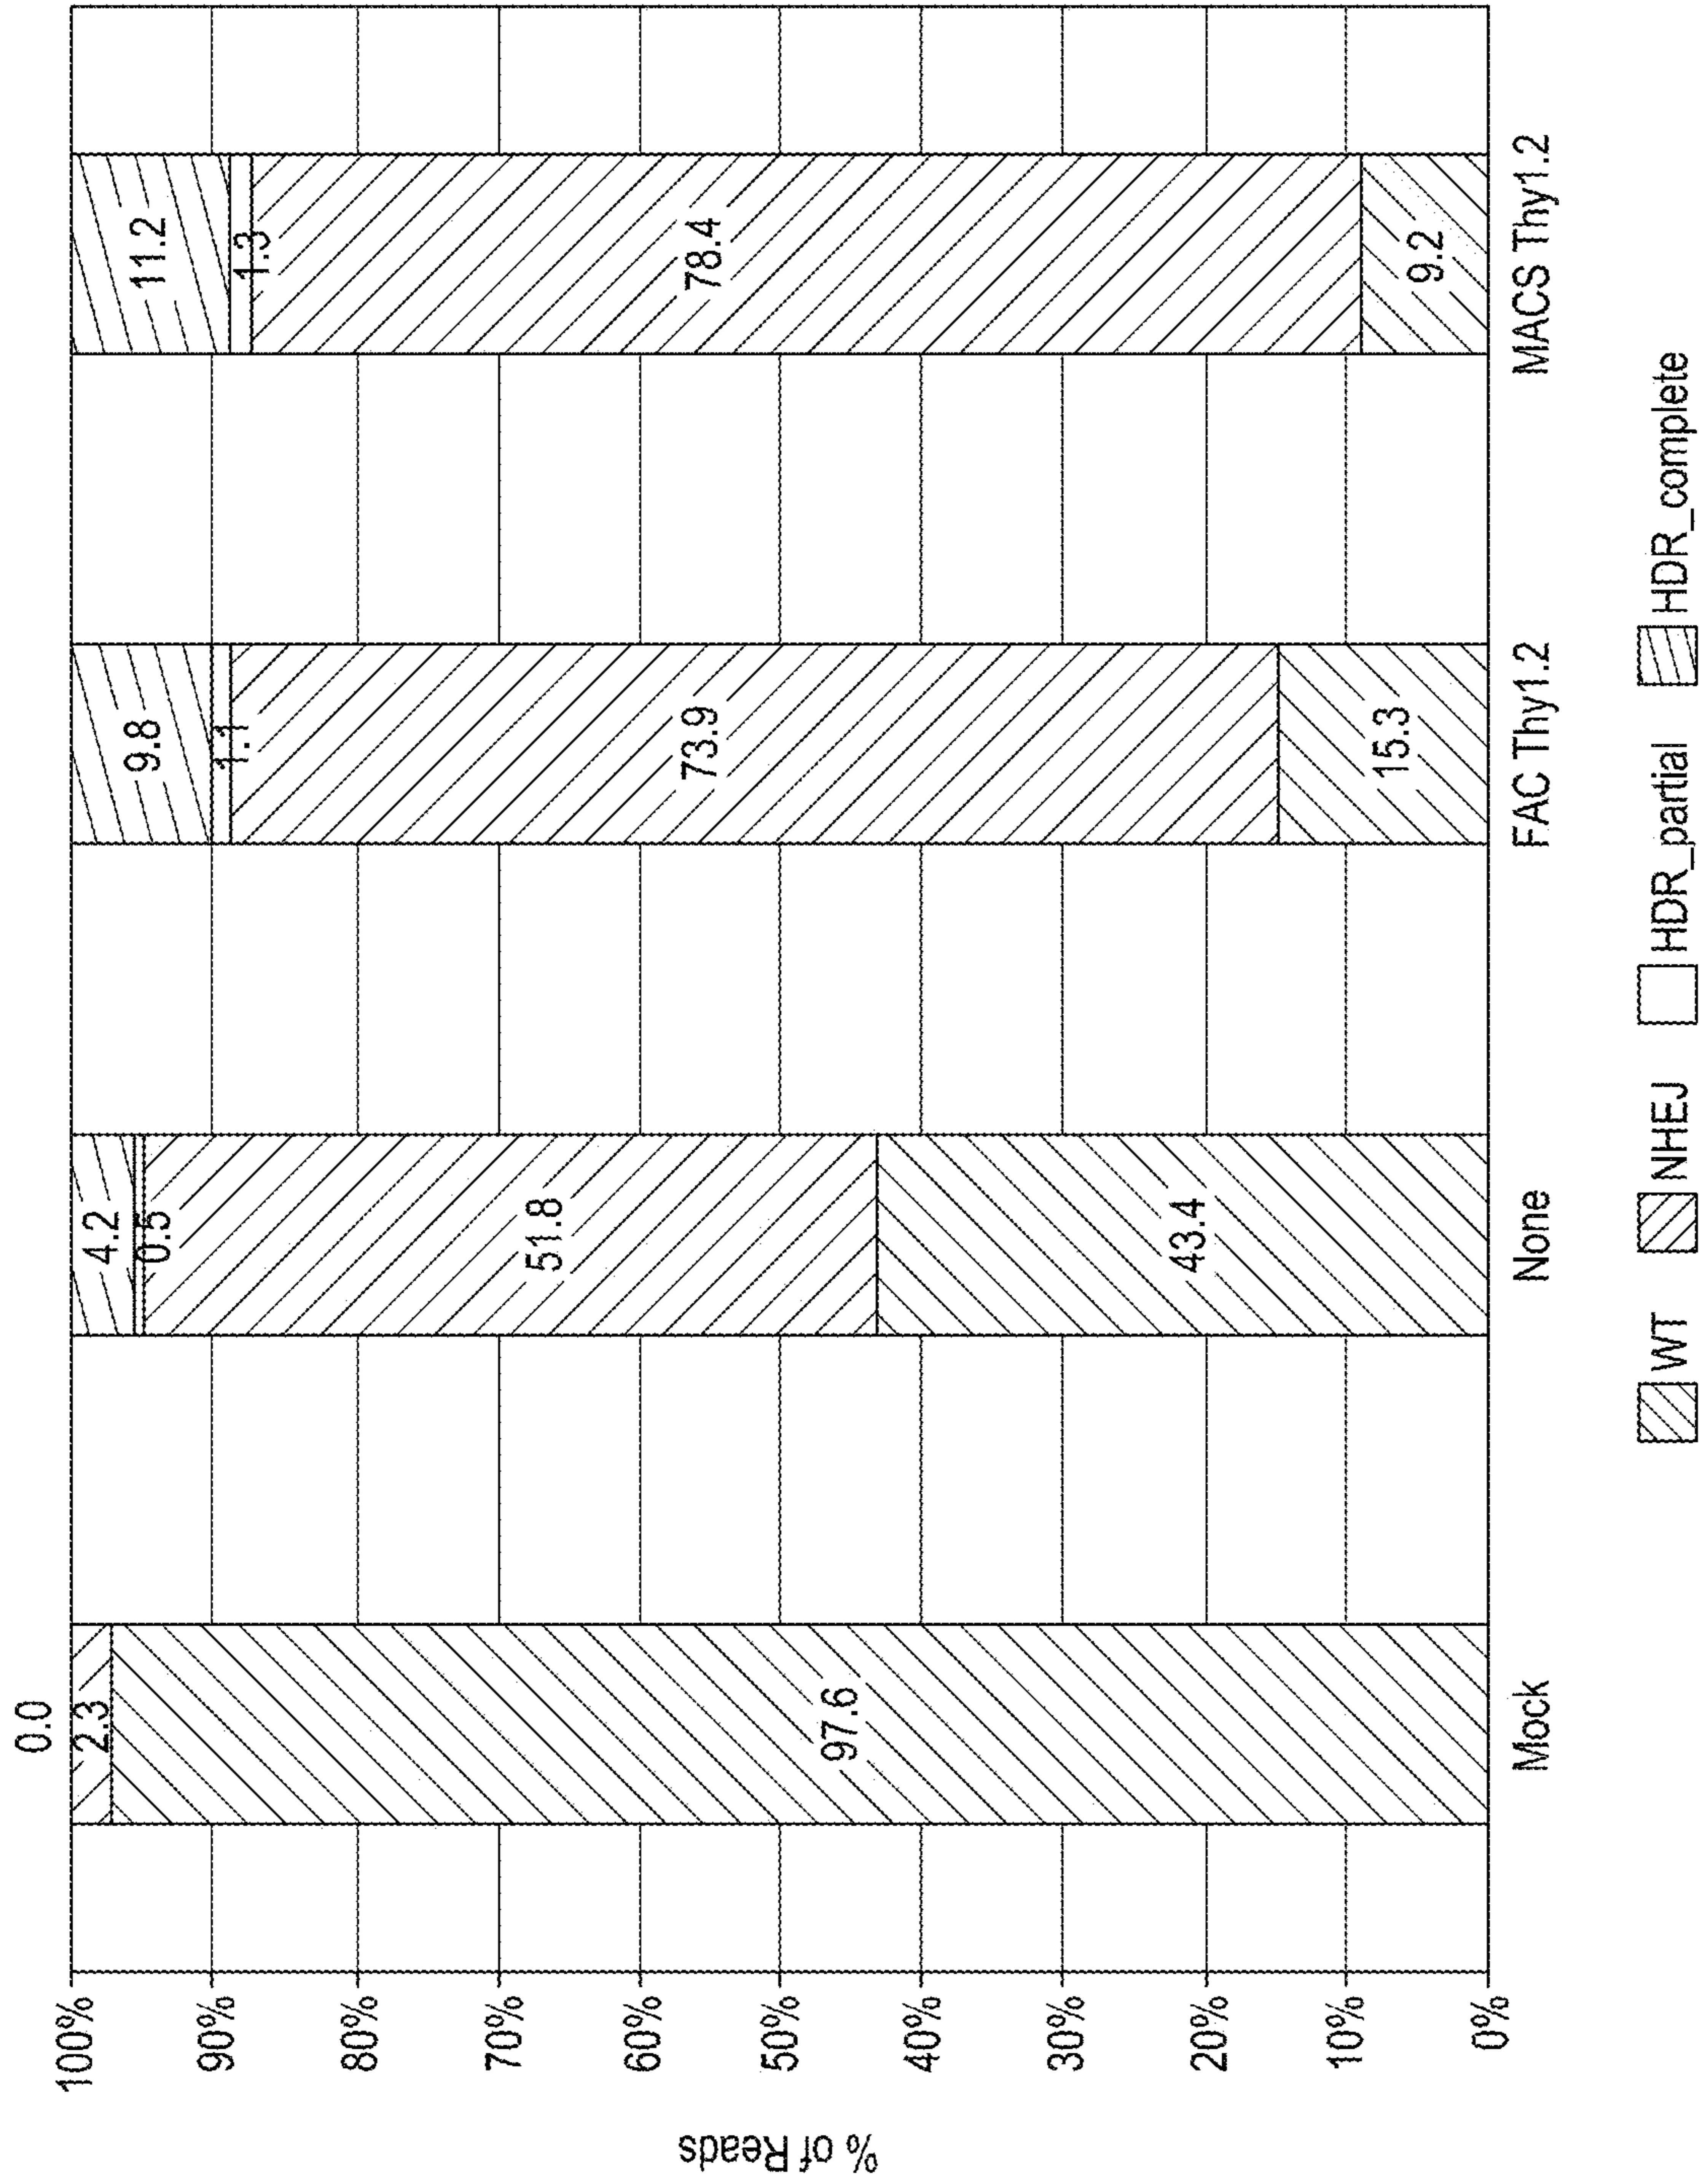 % of Reads
100%
90%
80%
70%
60%
50%
40%
30%
20%
10%
0%
0.0
2.3
97.6
4.2
0.5
51.8
43.4
9.8
1.1
73.9
15.3
11.2
1.3
78.4
9.2
Mock
None
FAC Thy1.2
MACS Thy1.2
WT
NHEJ
HDR_partial
HDR_complete